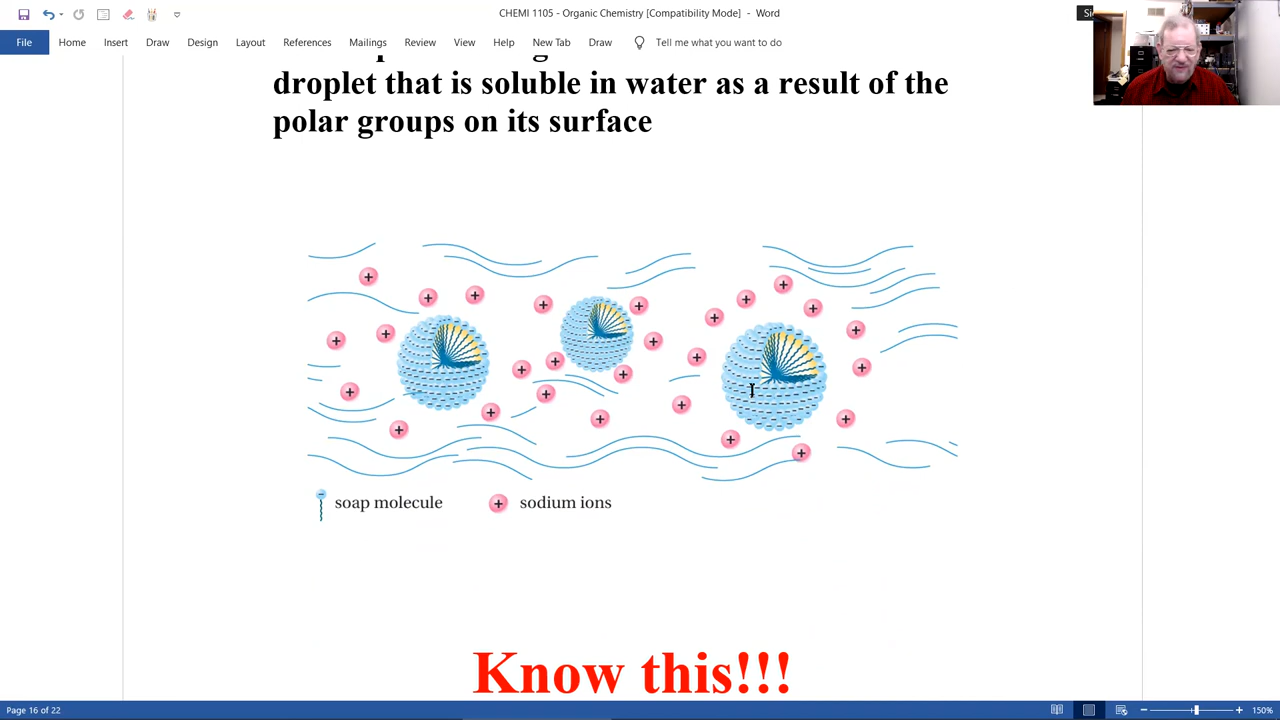 CHEMI 1105 - Organic Chemistry [Compatibility Mode] - Word
File Home Insert Draw Design Layout References Mailings Review View Help New Tab Draw Tell me what you want to do
droplet that is soluble in water as a result of the
polar groups on its surface
soap molecule + sodium ions
Know this!!!
Page 16 of 22 150%